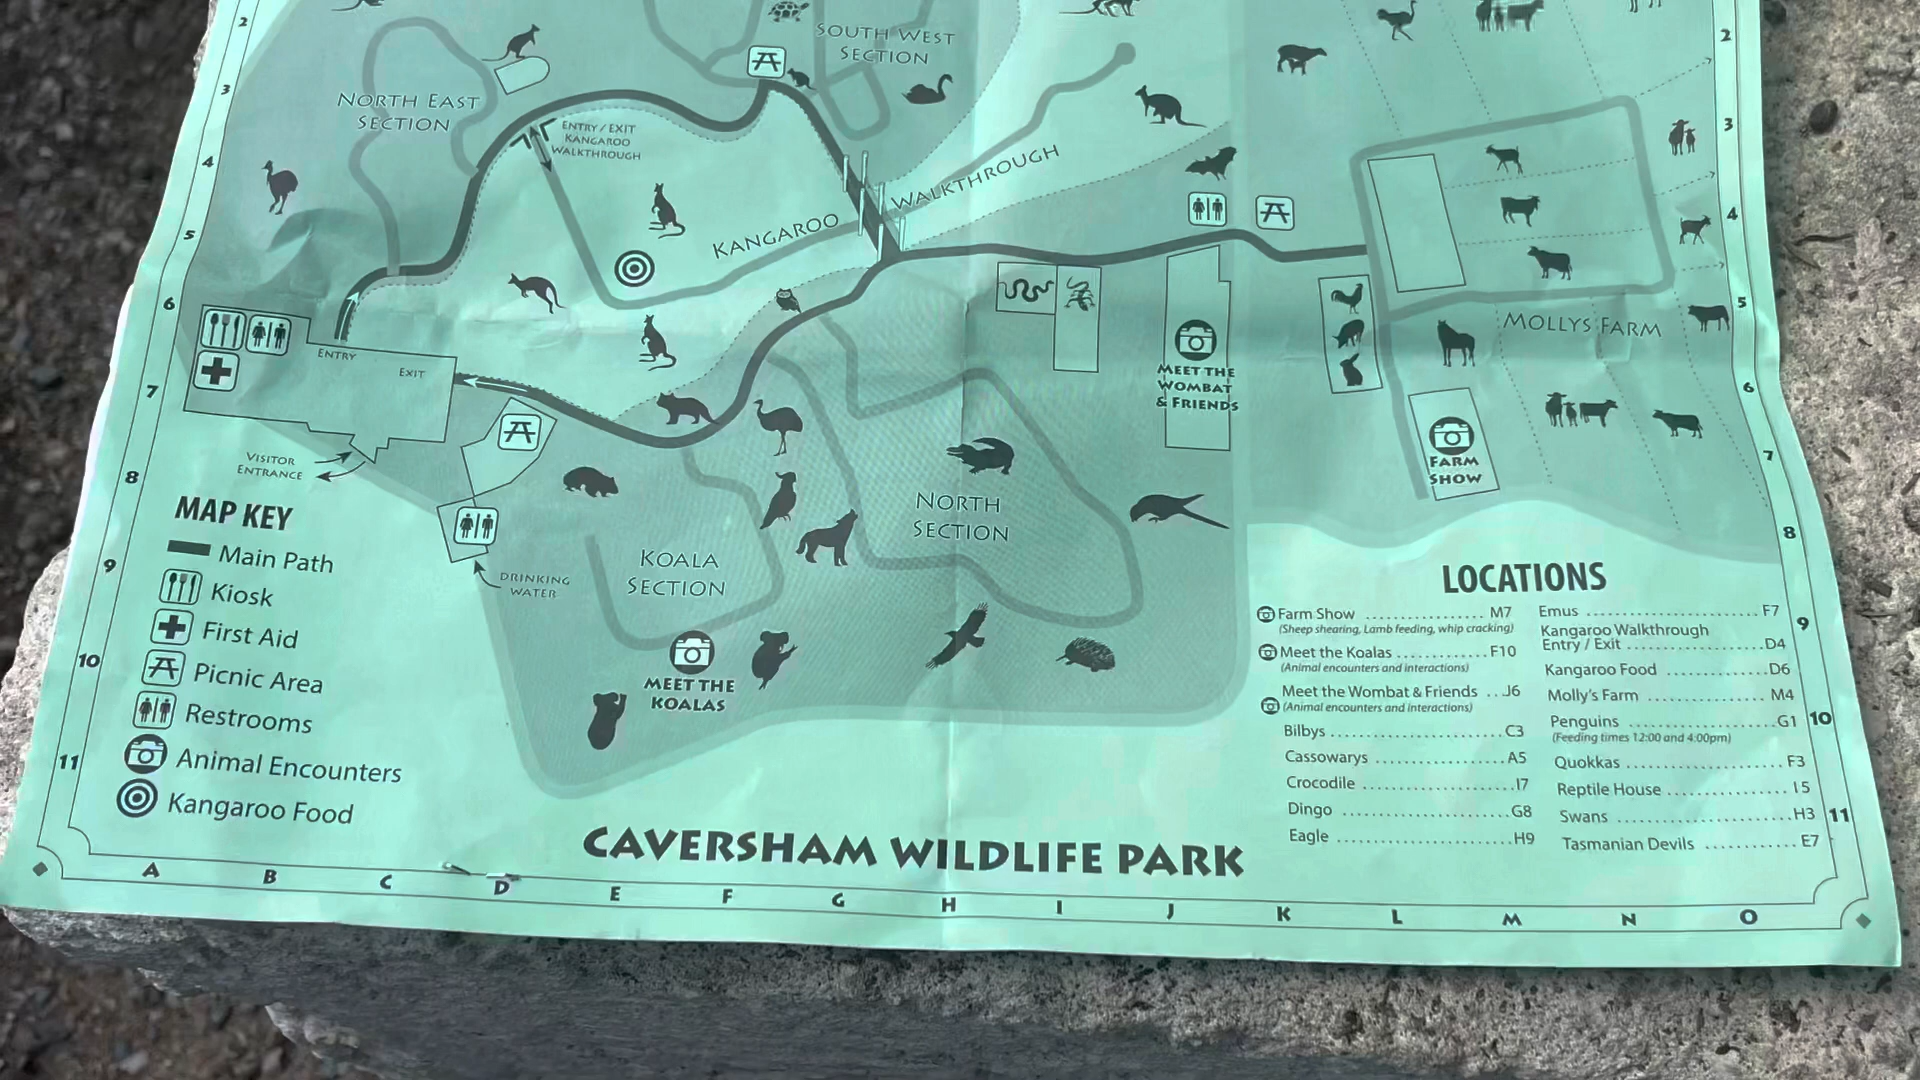 2
2
SOUTH WEST
SECTION
3
NORTH EAST
SECTION
ENTRY / EXIT
KANGAROO
WALKTHROUGH
3
4
WALKTHROUGH
KANGAROO
4
5
5
6
ENTRY
EXIT
MOLLYS FARM
7
MEET THE
WOMBAT
& FRIENDS
6
VISITOR
ENTRANCE
FARM
SHOW
7
8
NORTH
SECTION
8
MAP KEY
Main Path
Kiosk
First Aid
Picnic Area
Restrooms
Animal Encounters
Kangaroo Food
9
KOALA
SECTION
DRINKING
WATER
10
MEET THE
KOALAS
11
LOCATIONS
Farm Show .................. M7
(Sheep shearing, Lamb feeding, whip cracking)
Meet the Koalas ............ F10
(Animal encounters and interactions)
Meet the Wombat & Friends ... J6
(Animal encounters and interactions)
Bilbys .......................... C3
Cassowarys .................... A5
Crocodile ....................... I7
Dingo ........................... G8
Eagle ........................... H9
Emus ............................ F7
Kangaroo Walkthrough
Entry / Exit ...................... D4
Kangaroo Food ................. D6
Molly's Farm ................... M4
Penguins ....................... G1
(Feeding times 12:00 and 4:00pm)
Quokkas ........................ F3
Reptile House .................. I 5
Swans .......................... H3
Tasmanian Devils ............ E7
9
10
11
CAVERSHAM WILDLIFE PARK
A B C D E F G H I J K L M N O